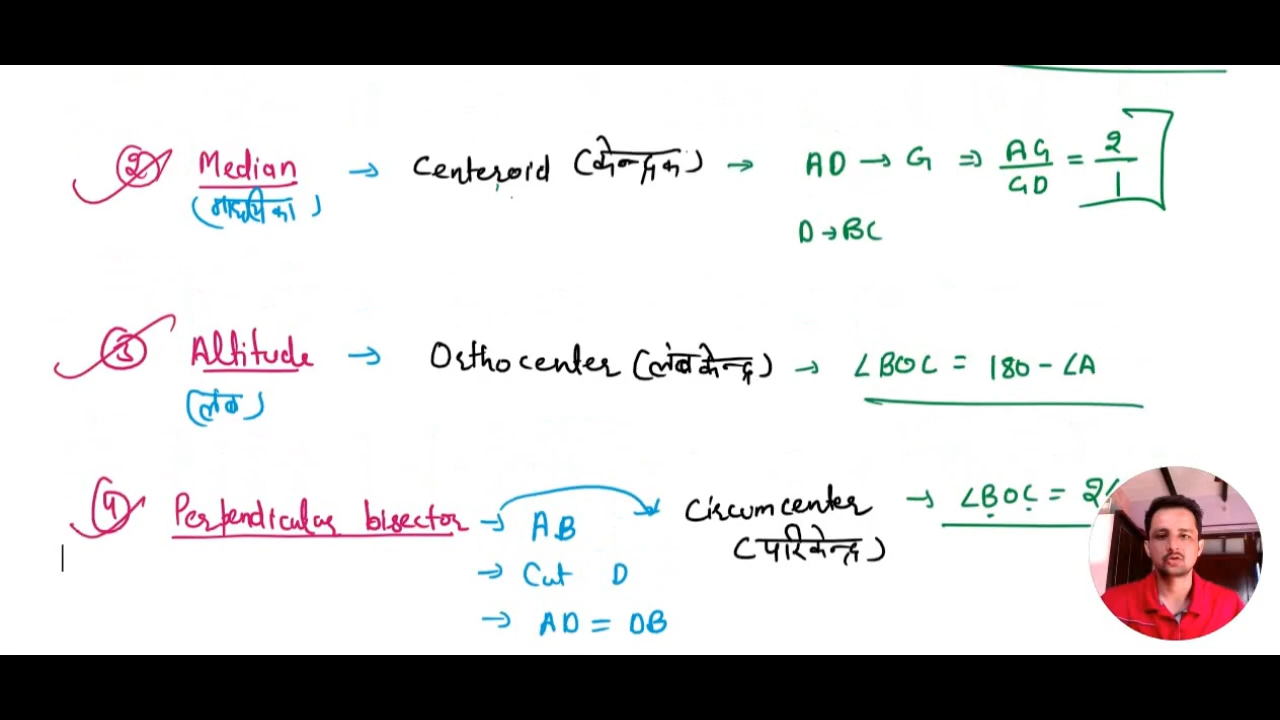 ② Median → Centeroid (केन्द्रक) → AD → G ⇒ AG/GD = 2/1
(माध्यिका)
D → BC
③ Altitude → Orthocenter (लंबकेन्द्र) → ∠BOC = 180 - ∠A
(लंब)
④ Perpendicular bisector → AB Circumcenter → ∠BOC = 2∠
(परिकेन्द्र)
→ Cut D
→ AD = DB